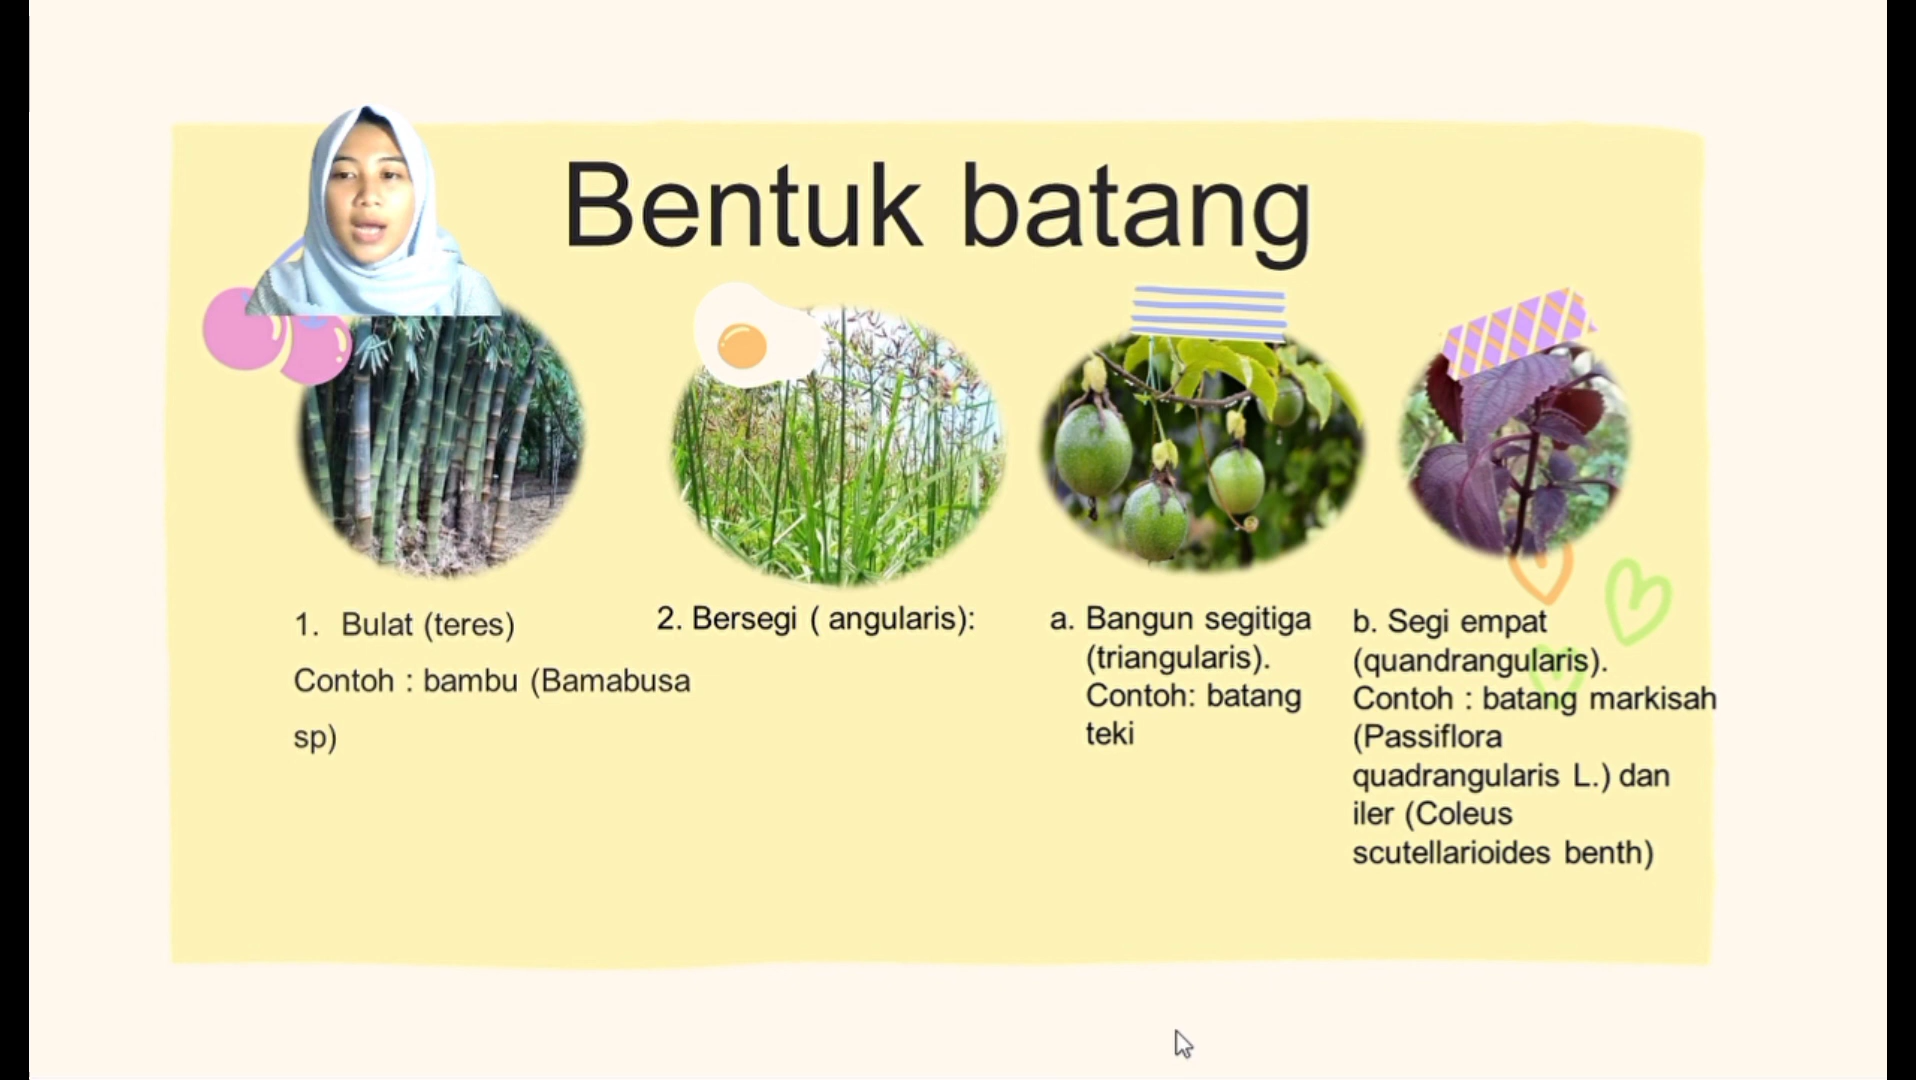 Bentuk batang
1. Bulat (teres)
Contoh : bambu (Bamabusa
sp)
2. Bersegi ( angularis):
a. Bangun segitiga
(triangularis).
Contoh: batang
teki
b. Segi empat
(quandrangularis).
Contoh : batang markisah
(Passiflora
quadrangularis L.) dan
iler (Coleus
scutellarioides benth)